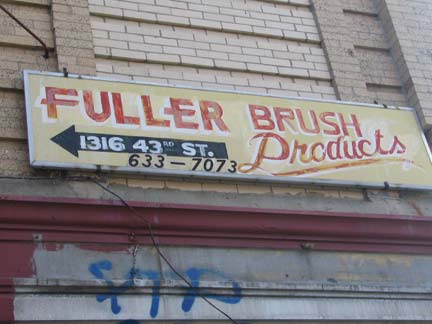 FULLER BRUSH
Products
1316 43RD ST.
633-7073